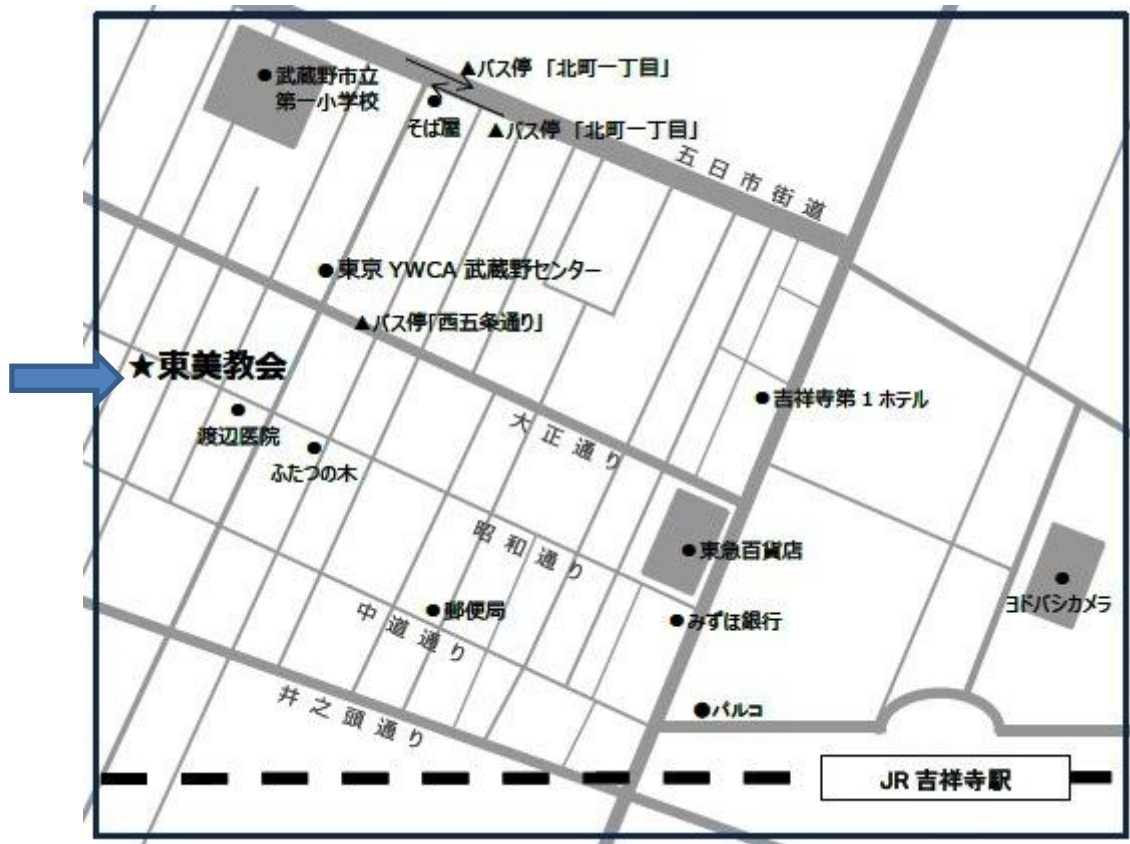 ▲バス停 「北町一丁目」
●武蔵野市立
第一小学校
そば屋
▲バス停 「北町一丁目」
五日市街道
●東京 YWCA 武蔵野センター
▲バス停「西五条通り」
★東美教会
●吉祥寺第1ホテル
渡辺医院
大正通り
ふたつの木
昭和通り
●東急百貨店
ヨドバシカメラ
●郵便局
●みずほ銀行
中道通り
井之頭通り
●パルコ
JR 吉祥寺駅